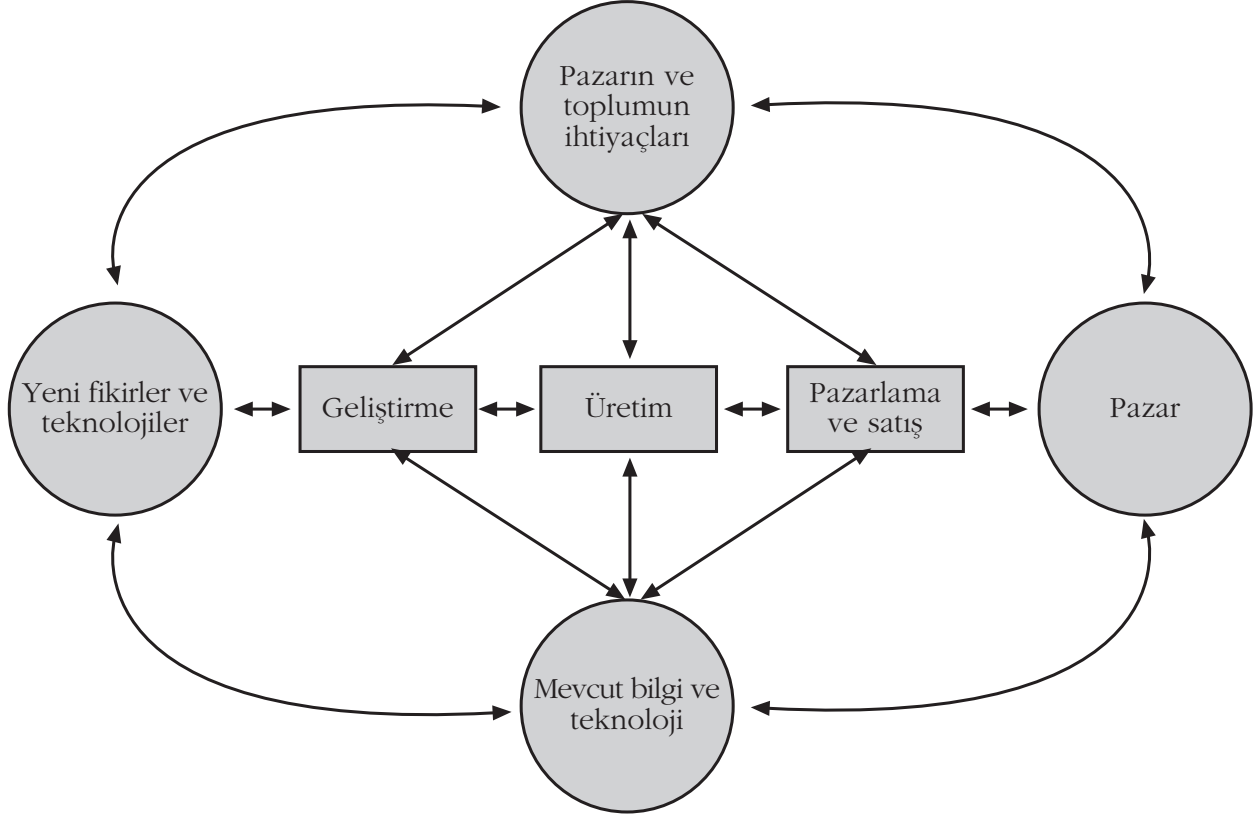 Pazarın ve
toplumun
ihtiyaçları
Yeni fikirler ve
teknolojiler
Geliştirme
Üretim
Pazarlama
ve satış
Pazar
Mevcut bilgi ve
teknoloji